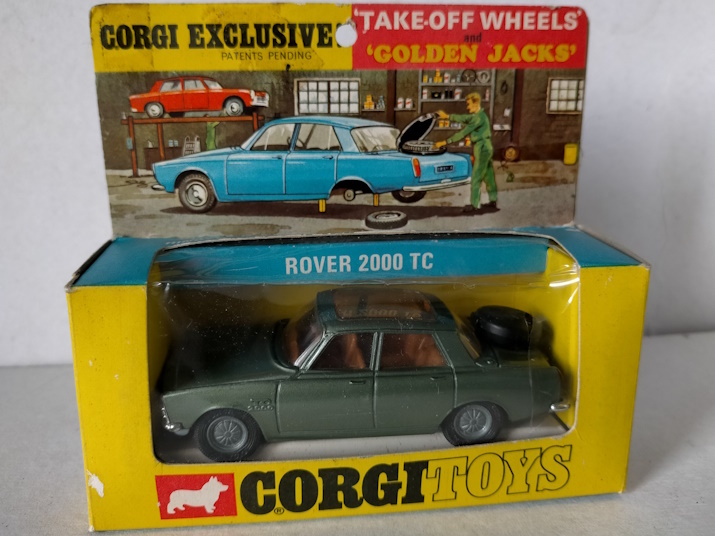 CORGI EXCLUSIVE
PATENTS PENDING
'TAKE-OFF WHEELS'
and
'GOLDEN JACKS'
ROVER 2000 TC
CORGI TOYS
®